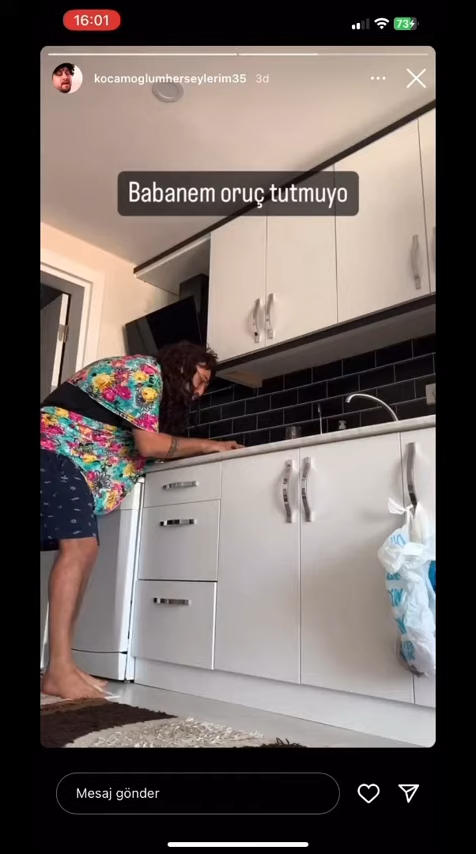 16:01
73
kocamoglumherseylerim35 3d
Babanem oruç tutmuyo
Mesaj gönder